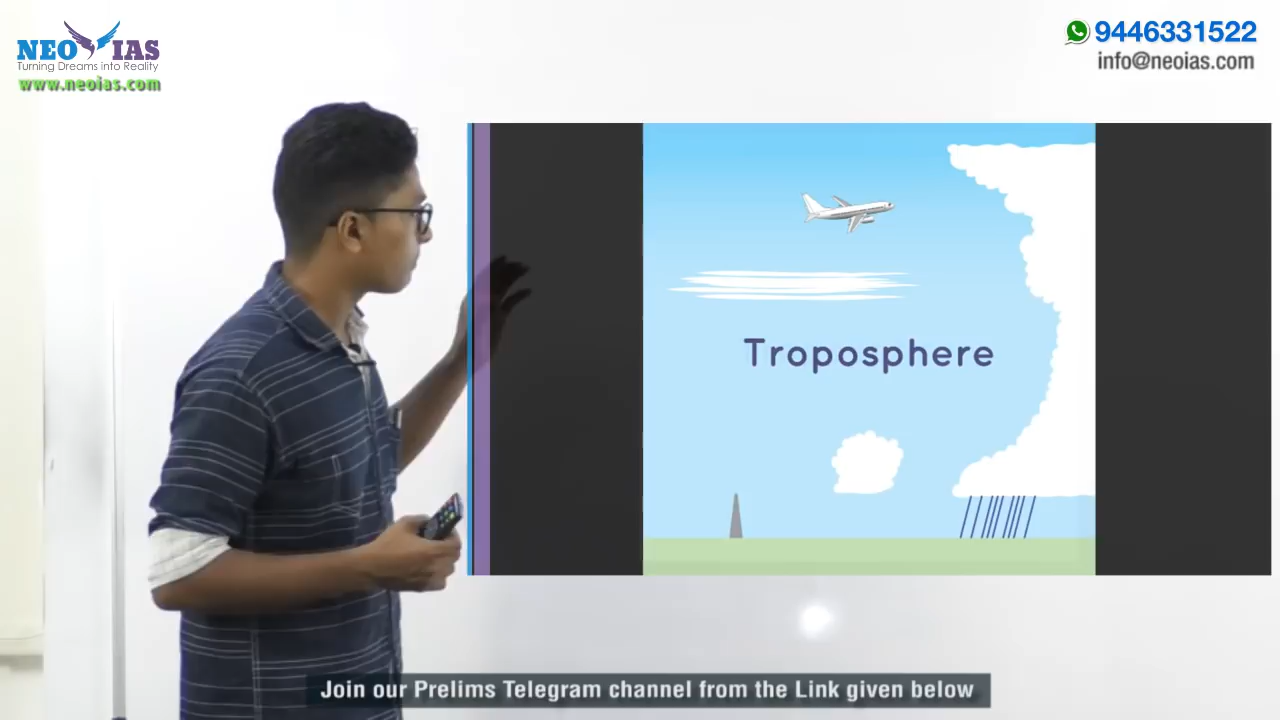 NEO IAS
Turning Dreams into Reality
www.neoias.com
9446331522
info@neoias.com
Troposphere
Join our Prelims Telegram channel from the Link given below